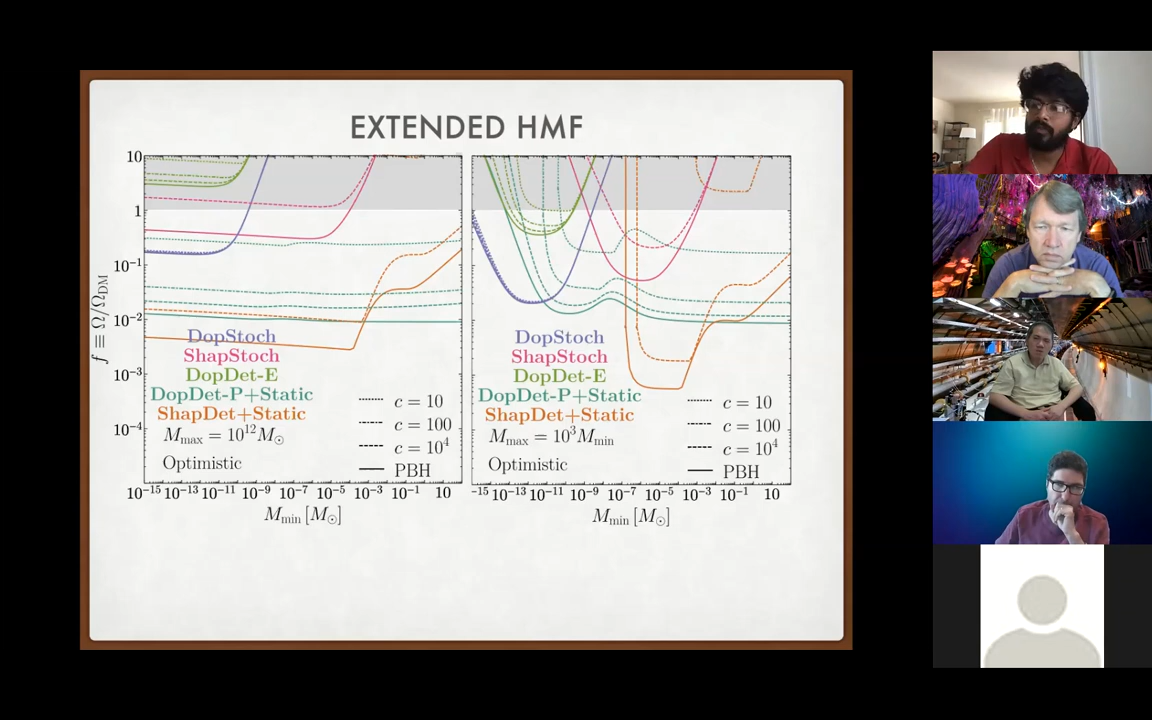 EXTENDED HMF
f ≡ Ω/Ω_DM
10
1
10⁻¹
10⁻²
10⁻³
10⁻⁴
DopStoch
ShapStoch
DopDet-E
DopDet-P+Static
ShapDet+Static
M_max = 10¹²M_⊙
Optimistic
c = 10
c = 100
c = 10⁴
PBH
10⁻¹⁵ 10⁻¹³ 10⁻¹¹ 10⁻⁹ 10⁻⁷ 10⁻⁵ 10⁻³ 10⁻¹ 10
M_min [M_⊙]
DopStoch
ShapStoch
DopDet-E
DopDet-P+Static
ShapDet+Static
M_max = 10³M_min
Optimistic
c = 10
c = 100
c = 10⁴
PBH
⁻¹⁵ 10⁻¹³ 10⁻¹¹ 10⁻⁹ 10⁻⁷ 10⁻⁵ 10⁻³ 10⁻¹ 10
M_min [M_⊙]